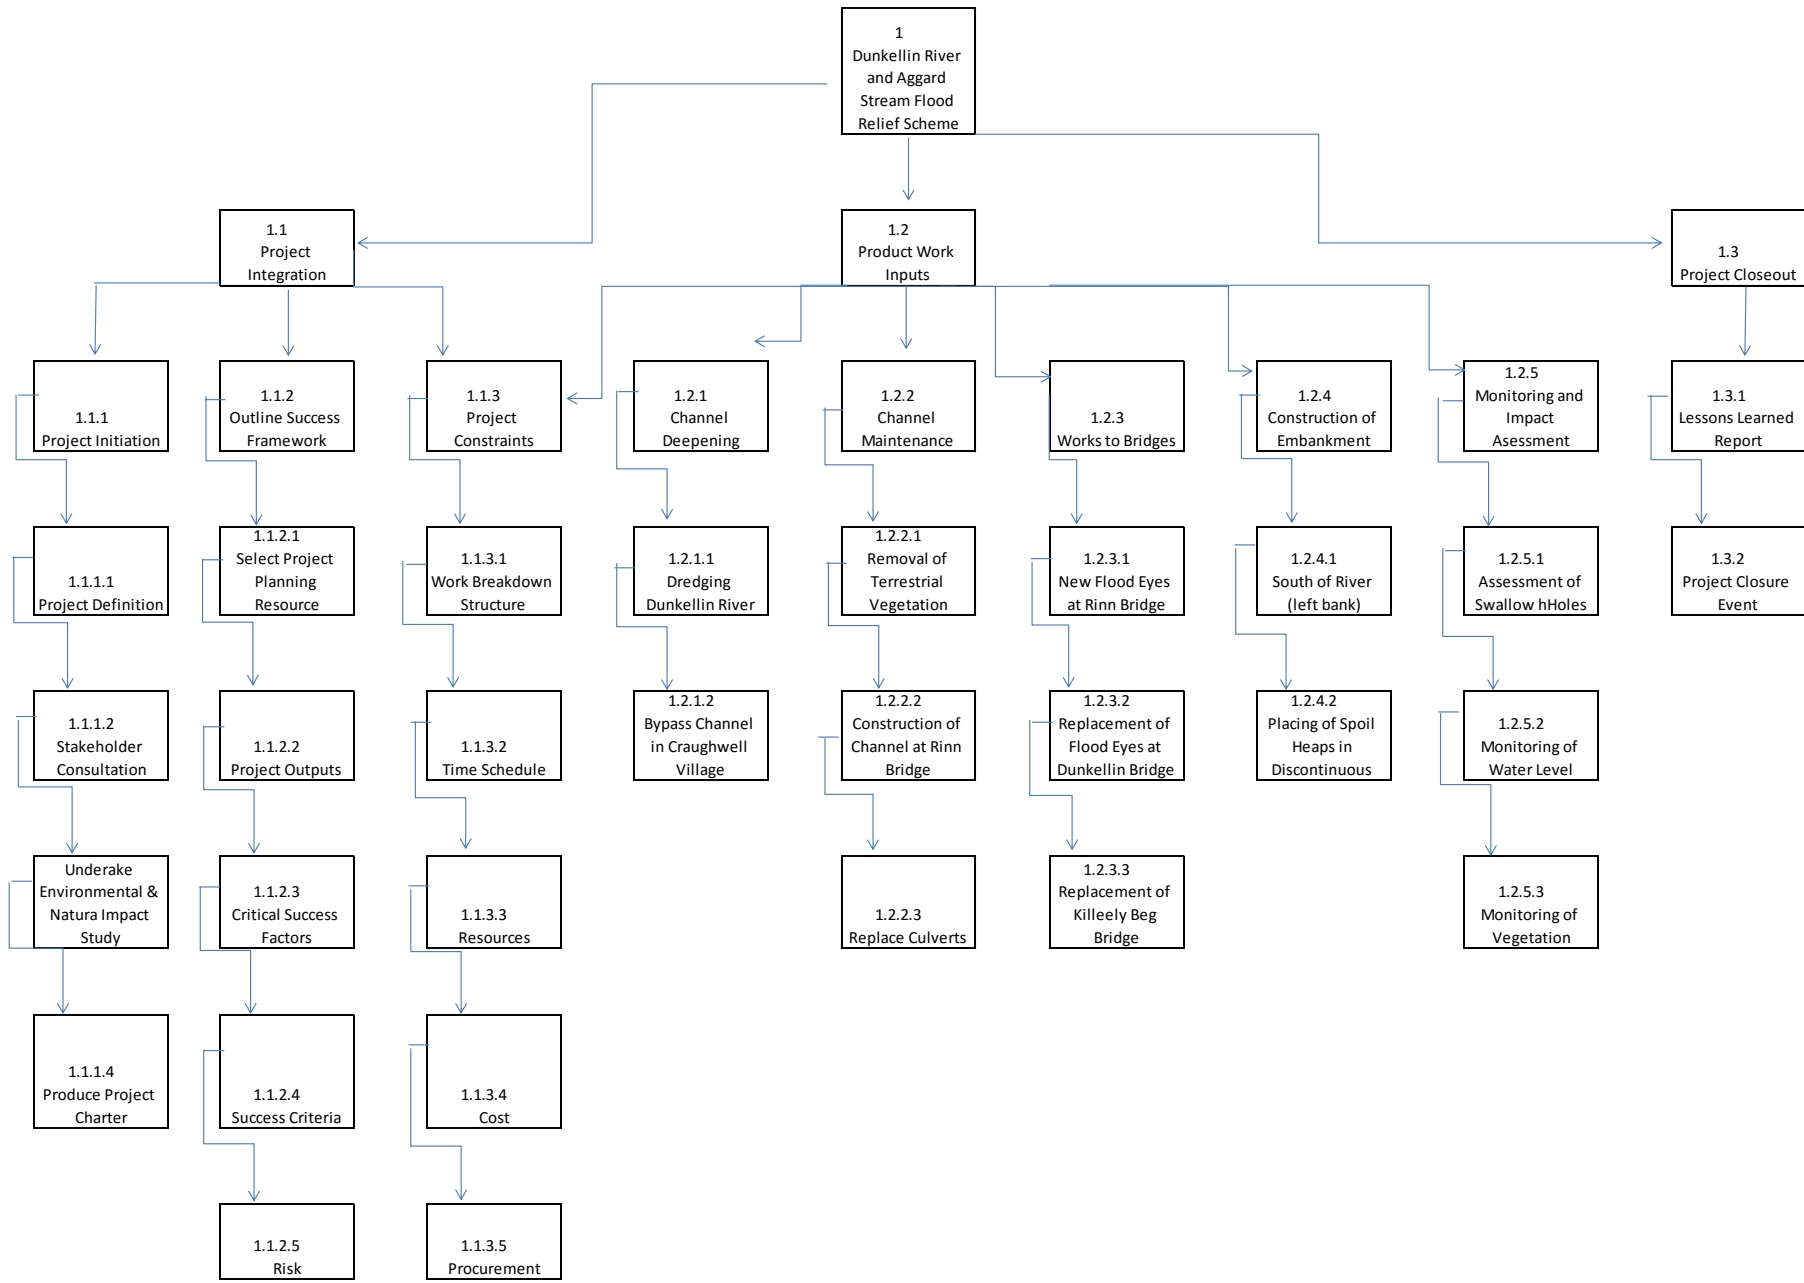 1
Dunkellin River
and Aggard
Stream Flood
Relief Scheme
1.1
Project
Integration
1.2
Product Work
Inputs
1.3
Project Closeout
1.1.1
Project Initiation
1.1.2
Outline Success
Framework
1.1.3
Project
Constraints
1.2.1
Channel
Deepening
1.2.2
Channel
Maintenance
1.2.3
Works to Bridges
1.2.4
Construction of
Embankment
1.2.5
Monitoring and
Impact
Asessment
1.3.1
Lessons Learned
Report
1.1.1.1
Project Definition
1.1.2.1
Select Project
Planning
Resource
1.1.3.1
Work Breakdown
Structure
1.2.1.1
Dredging
Dunkellin River
1.2.2.1
Removal of
Terrestrial
Vegetation
1.2.3.1
New Flood Eyes
at Rinn Bridge
1.2.4.1
South of River
(left bank)
1.2.5.1
Assessment of
Swallow hHoles
1.3.2
Project Closure
Event
1.1.1.2
Stakeholder
Consultation
1.1.2.2
Project Outputs
1.1.3.2
Time Schedule
1.2.1.2
Bypass Channel
in Craughwell
Village
1.2.2.2
Construction of
Channel at Rinn
Bridge
1.2.3.2
Replacement of
Flood Eyes at
Dunkellin Bridge
1.2.4.2
Placing of Spoil
Heaps in
Discontinuous
1.2.5.2
Monitoring of
Water Level
Underake
Environmental &
Natura Impact
Study
1.1.2.3
Critical Success
Factors
1.1.3.3
Resources
1.2.2.3
Replace Culverts
1.2.3.3
Replacement of
Killeely Beg
Bridge
1.2.5.3
Monitoring of
Vegetation
1.1.1.4
Produce Project
Charter
1.1.2.4
Success Criteria
1.1.3.4
Cost
1.1.2.5
Risk
1.1.3.5
Procurement